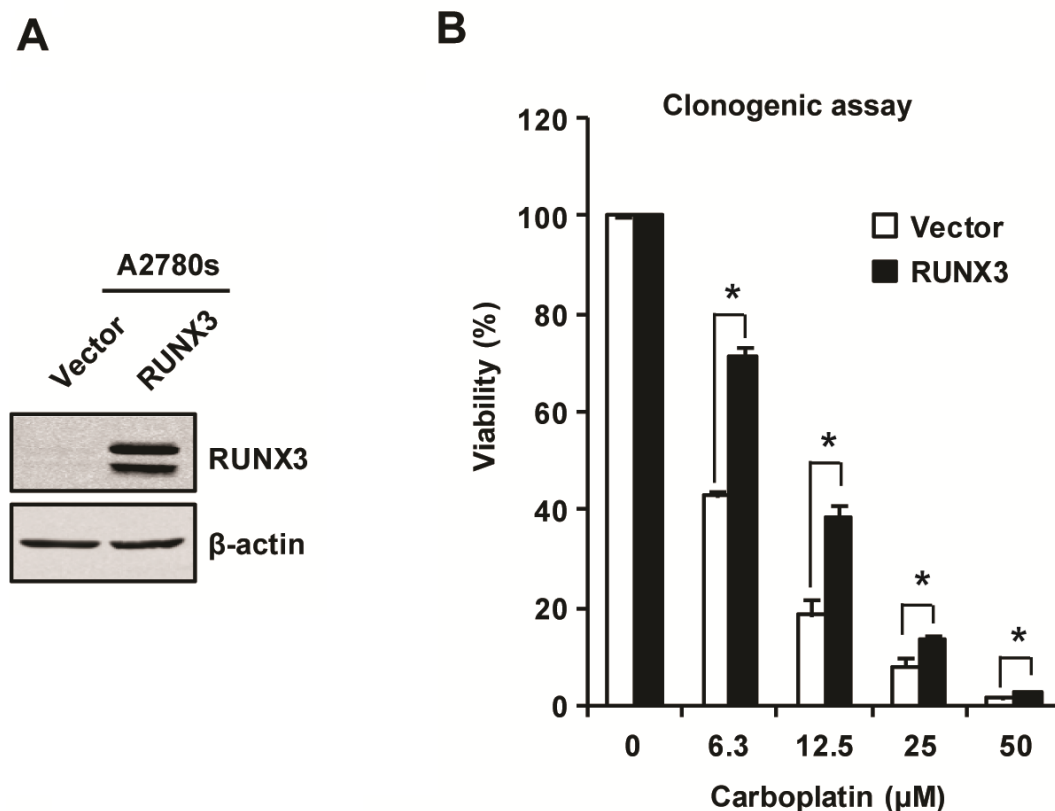 A
A2780s
Vector
RUNX3
RUNX3
β-actin
B
Clonogenic assay
120
100
80
60
40
20
0
Viability (%)
Vector
RUNX3
*
*
*
*
0 6.3 12.5 25 50
Carboplatin (µM)